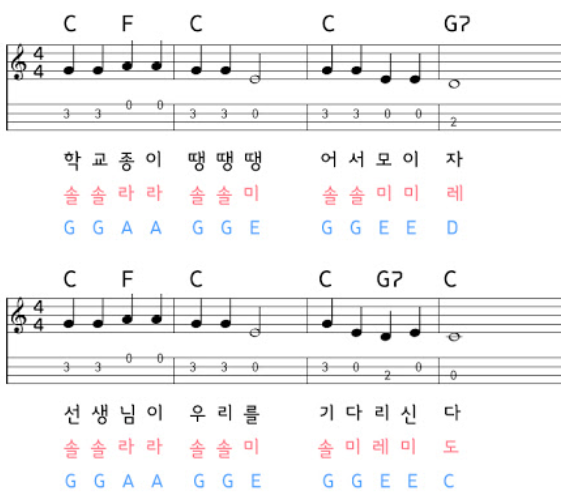 C F C C G7
4 4
3 3 0 0 3 3 0 3 3 0 0 2
학 교 종 이 땡 땡 땡 어 서 모 이 자
솔 솔 라 라 솔 솔 미 솔 솔 미 미 레
G G A A G G E G G E E D
C F C C G7 C
4 4
3 3 0 0 3 3 0 3 0 2 0 0
선 생 님 이 우 리 를 기 다 리 신 다
솔 솔 라 라 솔 솔 미 솔 미 레 미 도
G G A A G G E G G E E C